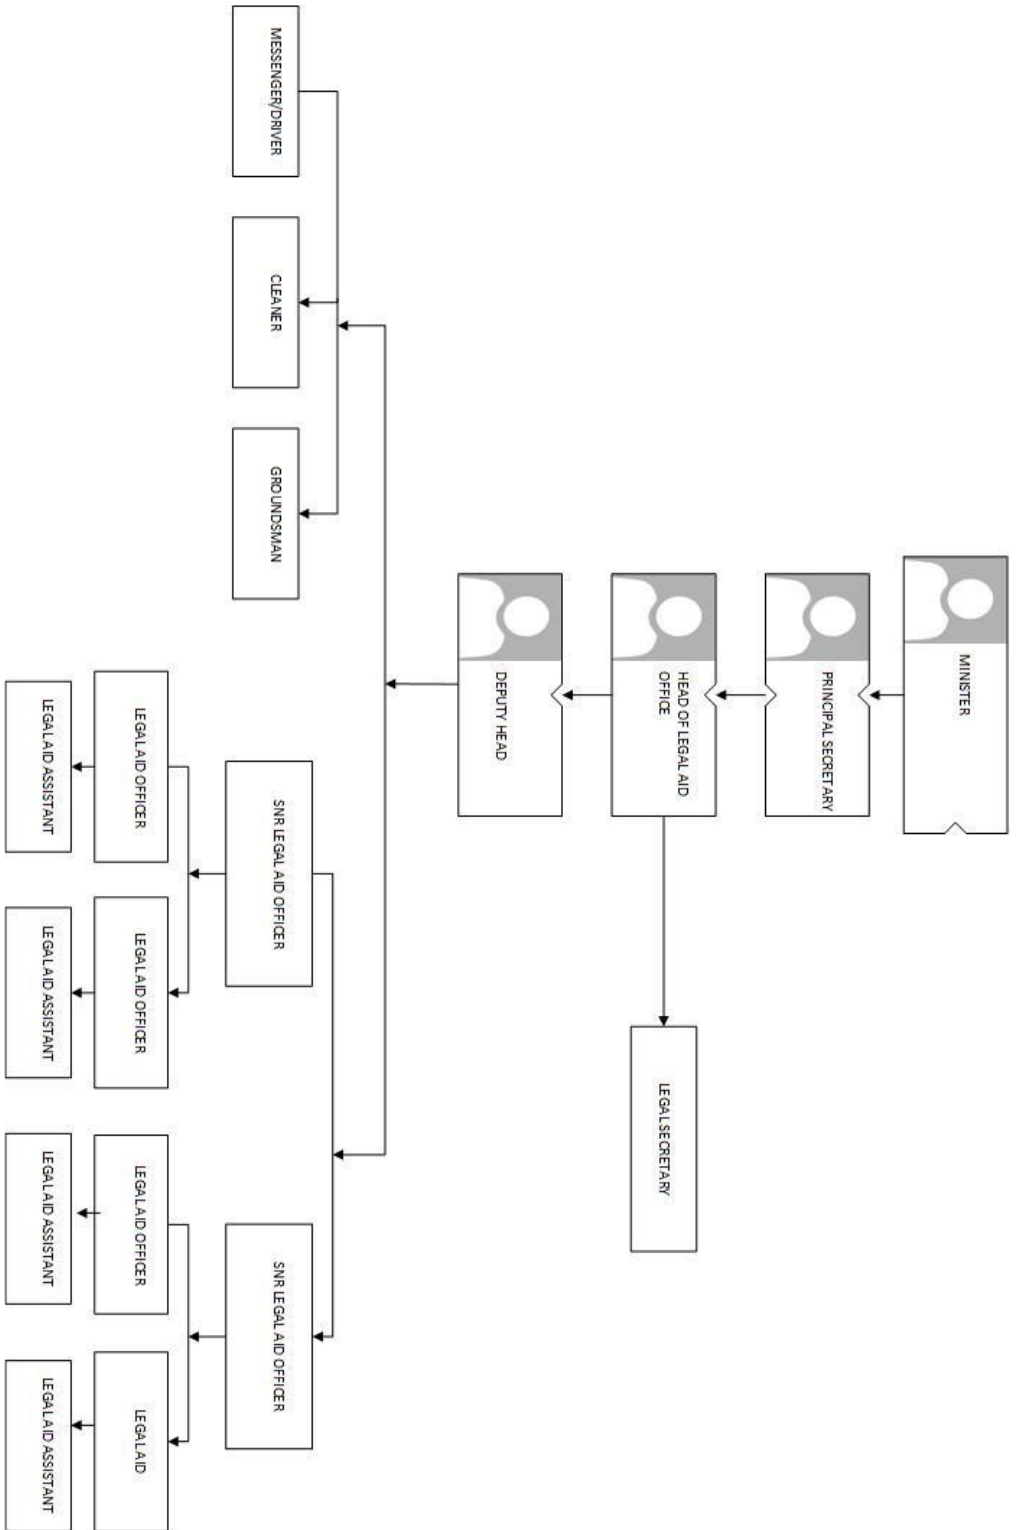 MINISTER
PRINCIPAL SECRETARY
HEAD OF LEGAL AID
OFFICE
LEGAL SECRETARY
DEPUTY HEAD
MESSENGER/DRIVER
CLEANER
GROUNDSMAN
SNR LEGAL AID OFFICER
SNR LEGAL AID OFFICER
LEGAL AID OFFICER
LEGAL AID OFFICER
LEGAL AID OFFICER
LEGAL AID
LEGAL AID ASSISTANT
LEGAL AID ASSISTANT
LEGAL AID ASSISTANT
LEGAL AID ASSISTANT